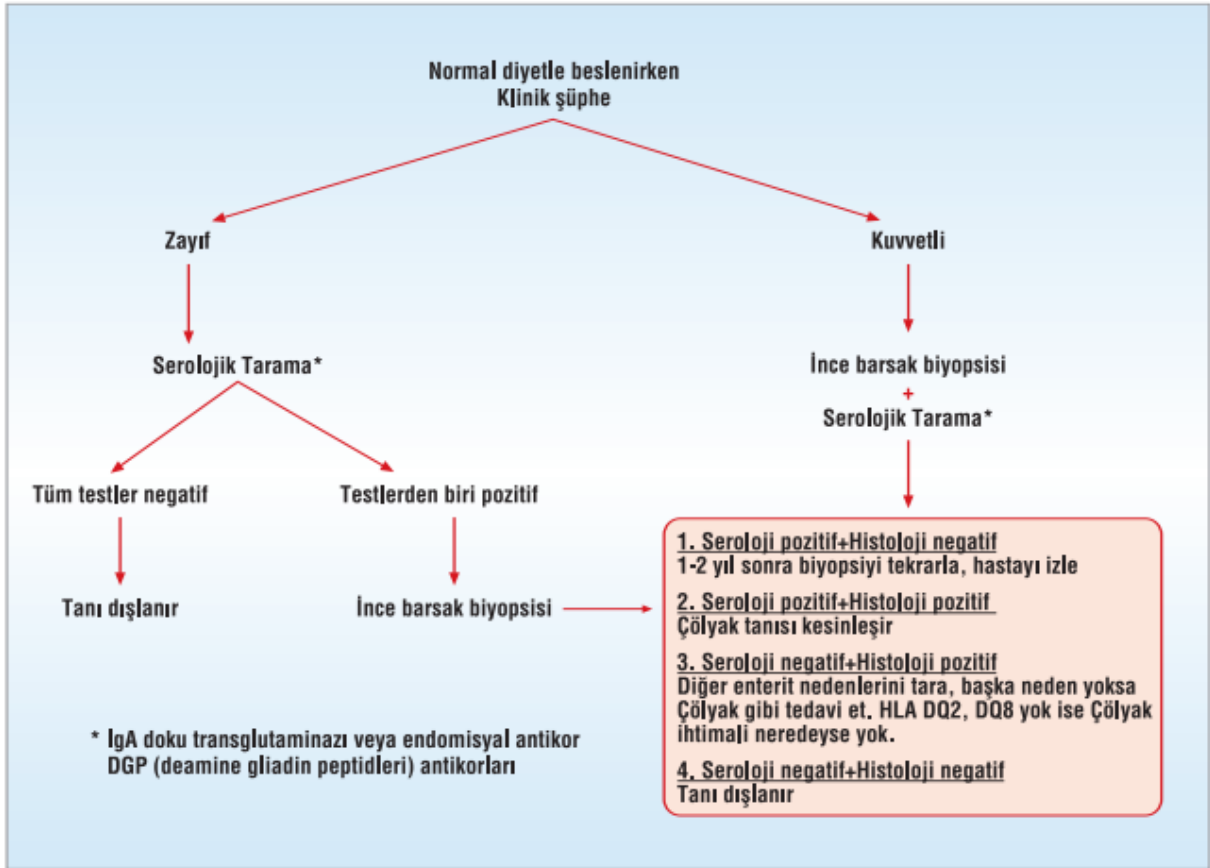 Normal diyetle beslenirken
Klinik şüphe
Zayıf
Kuvvetli
Serolojik Tarama*
İnce barsak biyopsisi
+
Serolojik Tarama*
Tüm testler negatif
Testlerden biri pozitif
Tanı dışlanır
İnce barsak biyopsisi
1. Seroloji pozitif+Histoloji negatif
1-2 yıl sonra biyopsiyi tekrarla, hastayı izle
2. Seroloji pozitif+Histoloji pozitif
Çölyak tanısı kesinleşir
3. Seroloji negatif+Histoloji pozitif
Diğer enterit nedenlerini tara, başka neden yoksa
Çölyak gibi tedavi et. HLA DQ2, DQ8 yok ise Çölyak
ihtimali neredeyse yok.
4. Seroloji negatif+Histoloji negatif
Tanı dışlanır
* IgA doku transglutaminazı veya endomisyal antikor
DGP (deamine gliadin peptidleri) antikorları